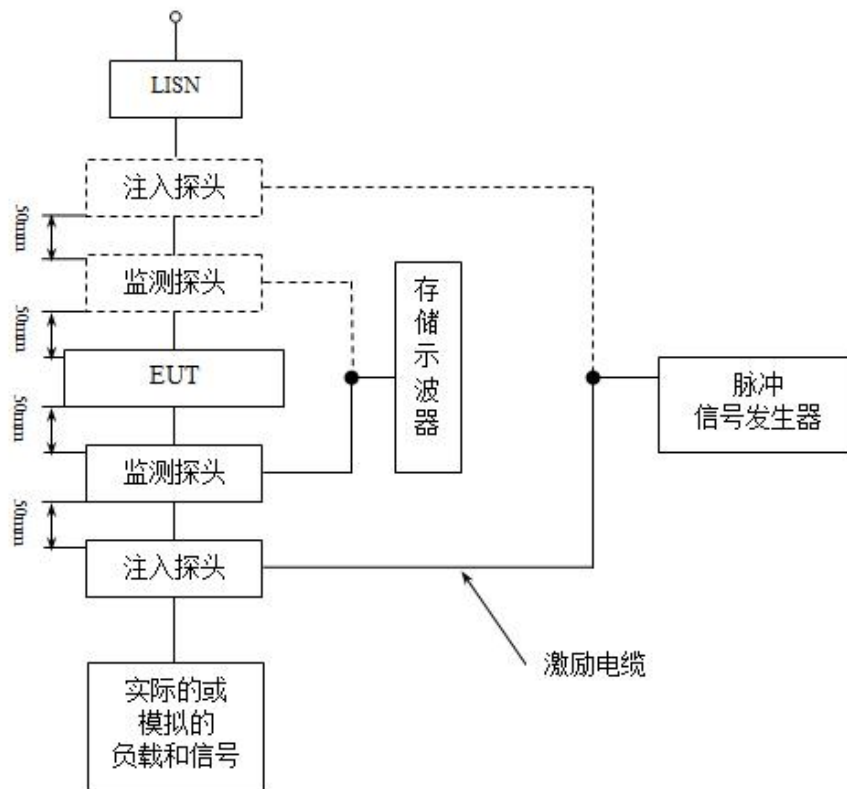 LISN
注入探头
50mm
监测探头
50mm
EUT
50mm
监测探头
50mm
注入探头
实际的或
模拟的
负载和信号
存
储
示
波
器
脉冲
信号发生器
激励电缆